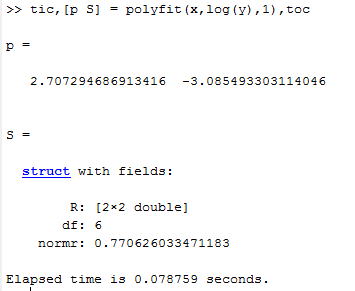 >> tic,[p S] = polyfit(x,log(y),1),toc
p =
2.707294686913416 -3.085493303114046
S =
struct with fields:
R: [2×2 double]
df: 6
normr: 0.770626033471183
Elapsed time is 0.078759 seconds.